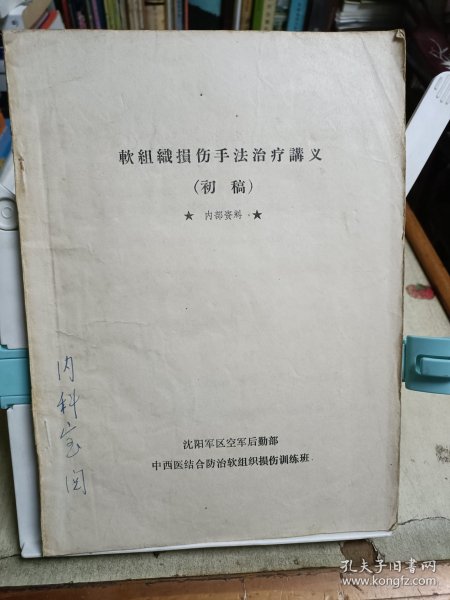 軟組織損伤手法治疗講义
(初 稿)
★ 内部资料 ★
内科室阅
沈阳军区空军后勤部
中西医结合防治软组织损伤训练班
孔夫子旧书网
www.kongfz.com